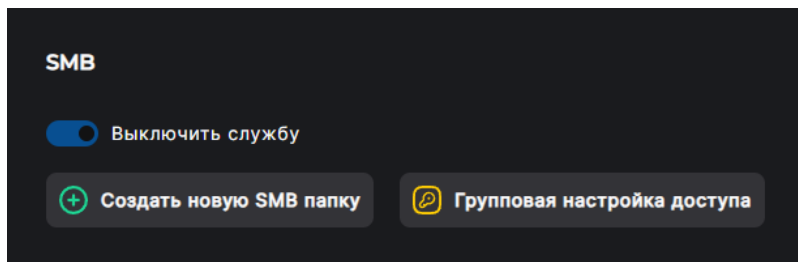 SMB
Выключить службу
Создать новую SMB папку
Групповая настройка доступа